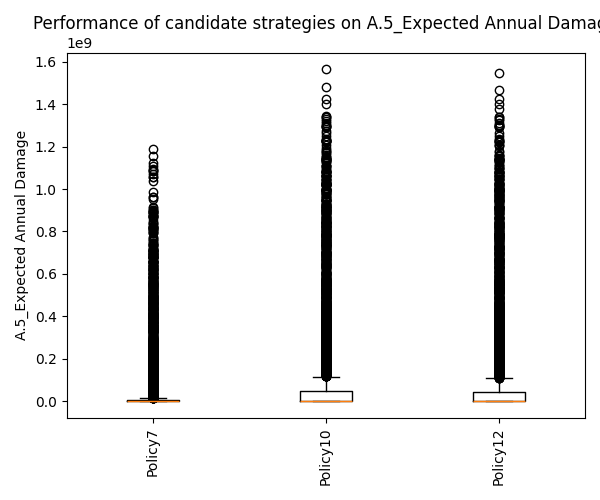 Performance of candidate strategies on A.5_Expected Annual Damag
1e9
1.6
1.4
1.2
1.0
0.8
0.6
0.4
0.2
0.0
A.5_Expected Annual Damage
Policy7
Policy10
Policy12